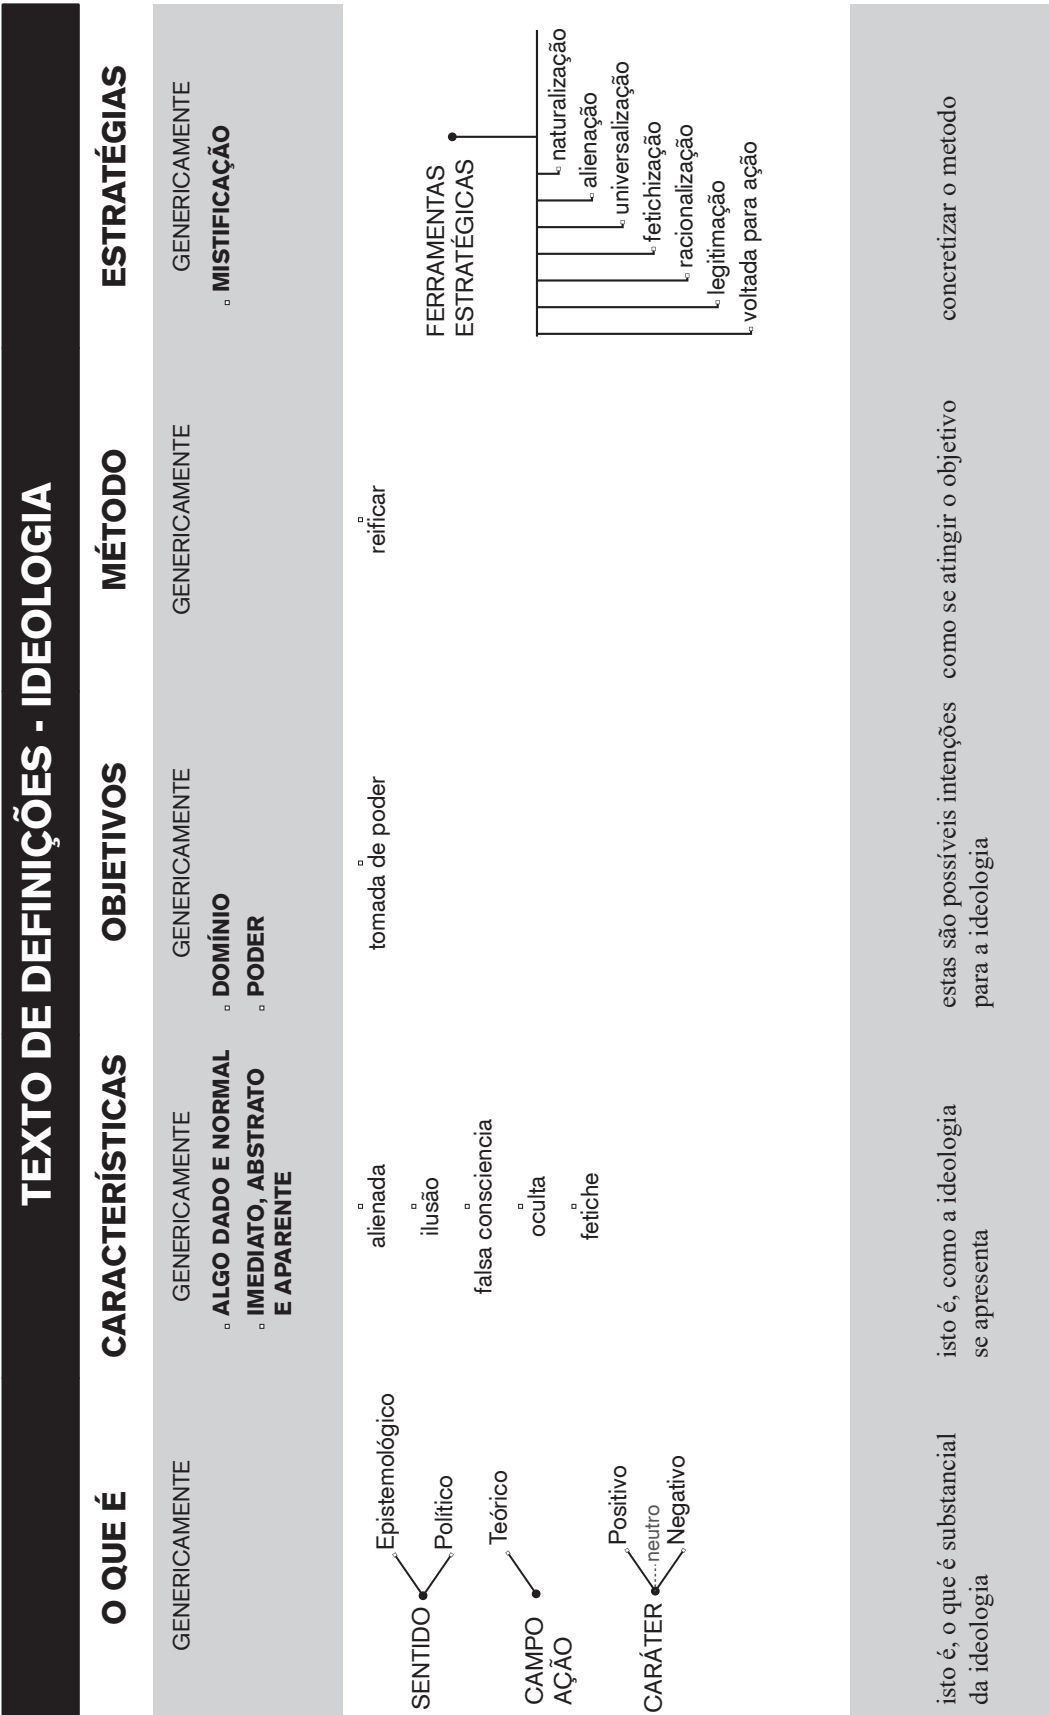 TEXTO DE DEFINIÇÕES - IDEOLOGIA
O QUE É
GENERICAMENTE
SENTIDO
Epistemológico
Político
CAMPO
AÇÃO
Teórico
CARÁTER
Positivo
neutro
Negativo
isto é, o que é substancial
da ideologia
CARACTERÍSTICAS
GENERICAMENTE
ALGO DADO E NORMAL
IMEDIATO, ABSTRATO
E APARENTE
alienada
ilusão
falsa consciencia
oculta
fetiche
isto é, como a ideologia
se apresenta
OBJETIVOS
GENERICAMENTE
DOMÍNIO
PODER
tomada de poder
estas são possíveis intenções
para a ideologia
MÉTODO
GENERICAMENTE
reificar
como se atingir o objetivo
ESTRATÉGIAS
GENERICAMENTE
MISTIFICAÇÃO
FERRAMENTAS
ESTRATÉGICAS
naturalização
alienação
universalização
fetichização
racionalização
legitimação
voltada para ação
concretizar o metodo